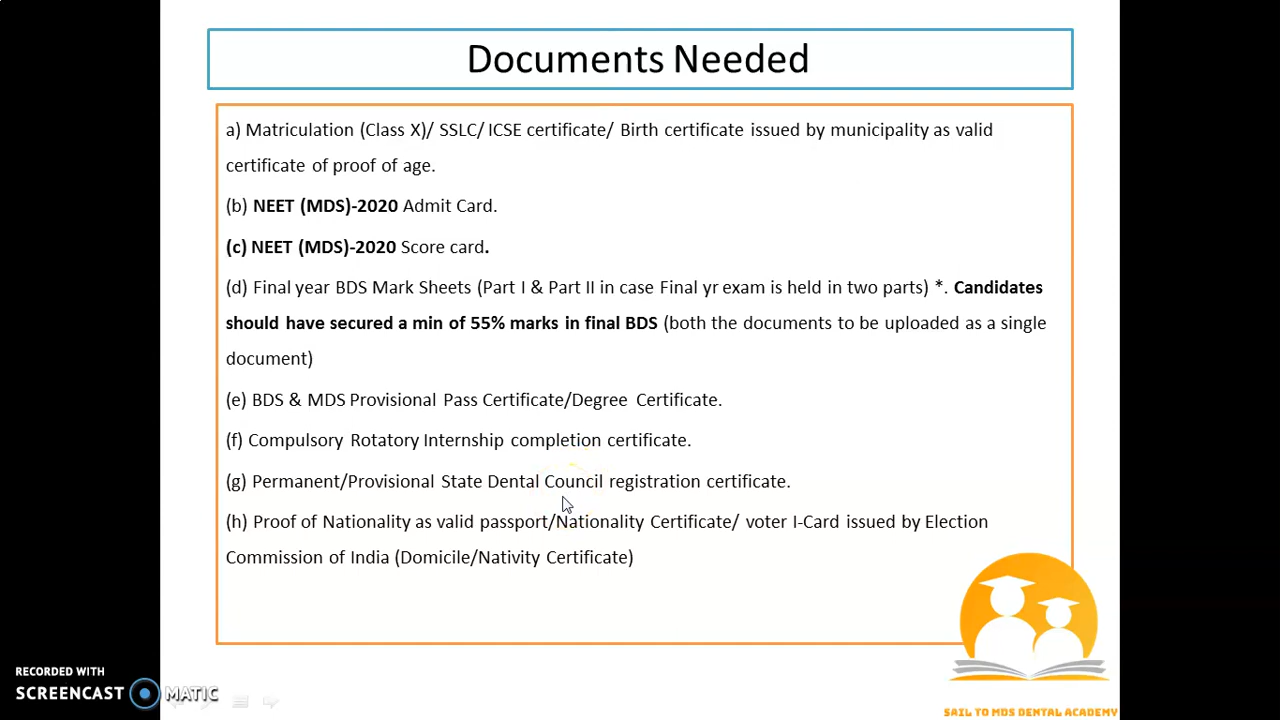 Documents Needed
a) Matriculation (Class X)/ SSLC/ ICSE certificate/ Birth certificate issued by municipality as valid
certificate of proof of age.
(b) NEET (MDS)-2020 Admit Card.
(c) NEET (MDS)-2020 Score card.
(d) Final year BDS Mark Sheets (Part I & Part II in case Final yr exam is held in two parts) *. Candidates
should have secured a min of 55% marks in final BDS (both the documents to be uploaded as a single
document)
(e) BDS & MDS Provisional Pass Certificate/Degree Certificate.
(f) Compulsory Rotatory Internship completion certificate.
(g) Permanent/Provisional State Dental Council registration certificate.
(h) Proof of Nationality as valid passport/Nationality Certificate/ voter I-Card issued by Election
Commission of India (Domicile/Nativity Certificate)
RECORDED WITH
SCREENCAST MATIC
SAIL TO MDS DENTAL ACADEMY